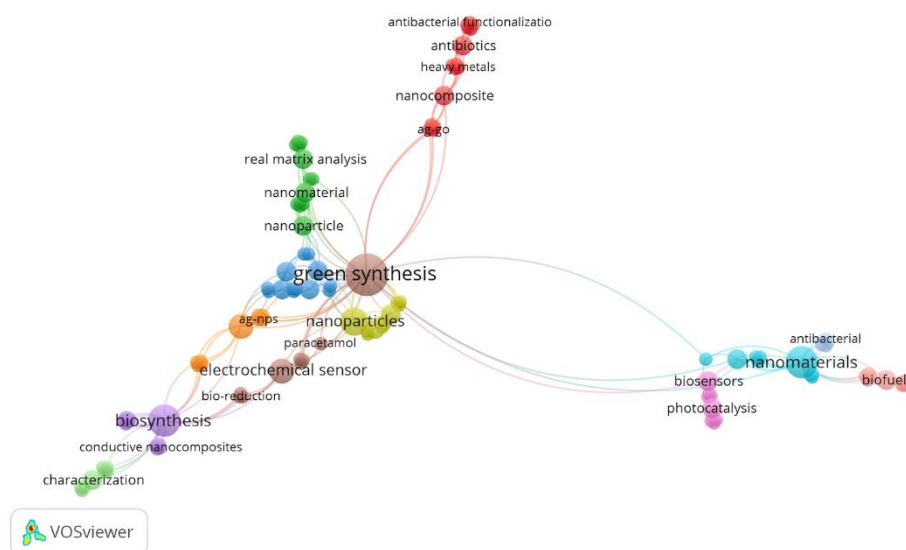 antibacterial functionalizatio
antibiotics
heavy metals
nanocomposite
ag-go
real matrix analysis
nanomaterial
nanoparticle
green synthesis
ag-nps
nanoparticles
paracetamol
electrochemical sensor
antibacterial
nanomaterials
biosensors
biofuel
bio-reduction
photocatalysis
biosynthesis
conductive nanocomposites
characterization
VOSviewer